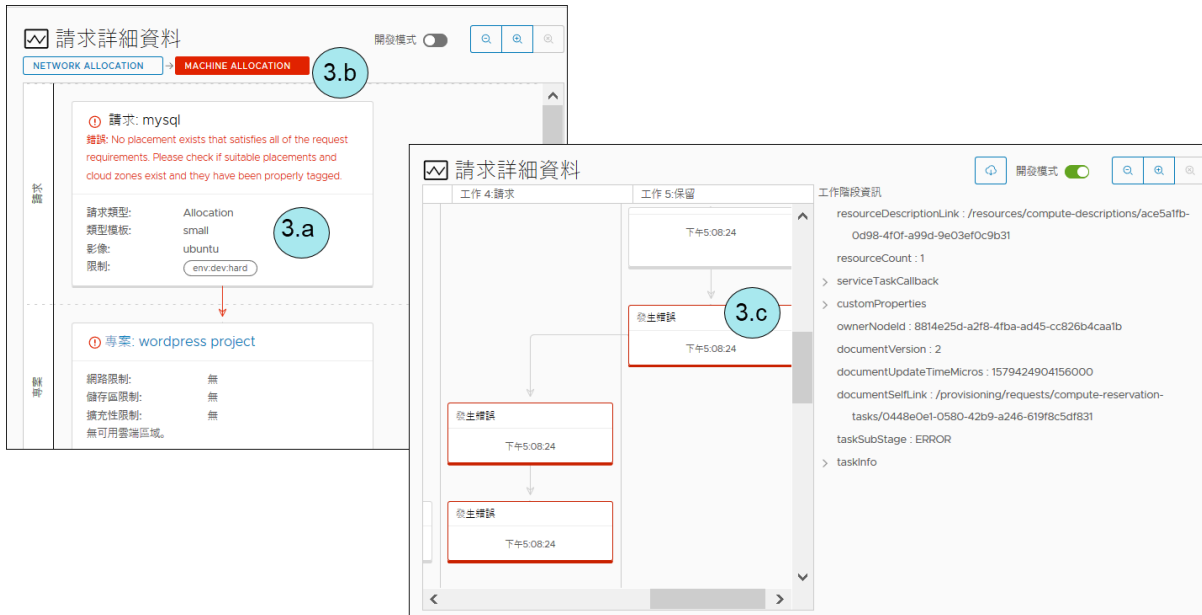 請求詳細資料
開發模式
NETWORK ALLOCATION
MACHINE ALLOCATION
3.b
請求
請求: mysql
錯誤: No placement exists that satisfies all of the request
requirements. Please check if suitable placements and
cloud zones exist and they have been properly tagged.
請求類型: Allocation
類型模板: small
影像: ubuntu
限制: env:dev:hard
3.a
專案
專案: wordpress project
網路限制: 無
儲存區限制: 無
擴充性限制: 無
無可用雲端區域。
請求詳細資料
開發模式
工作 4:請求
工作 5:保留
下午5:08:24
發生錯誤
下午5:08:24
3.c
發生錯誤
下午5:08:24
發生錯誤
下午5:08:24
工作階段資訊
resourceDescriptionLink : /resources/compute-descriptions/ace5a1fb-
0d98-4f0f-a99d-9e03ef0c9b31
resourceCount : 1
serviceTaskCallback
customProperties
ownerNodeId : 8814e25d-a2f8-4fba-ad45-cc826b4caa1b
documentVersion : 2
documentUpdateTimeMicros : 1579424904156000
documentSelfLink : /provisioning/requests/compute-reservation-
tasks/0448e0e1-0580-42b9-a246-619f8c5df831
taskSubStage : ERROR
taskInfo